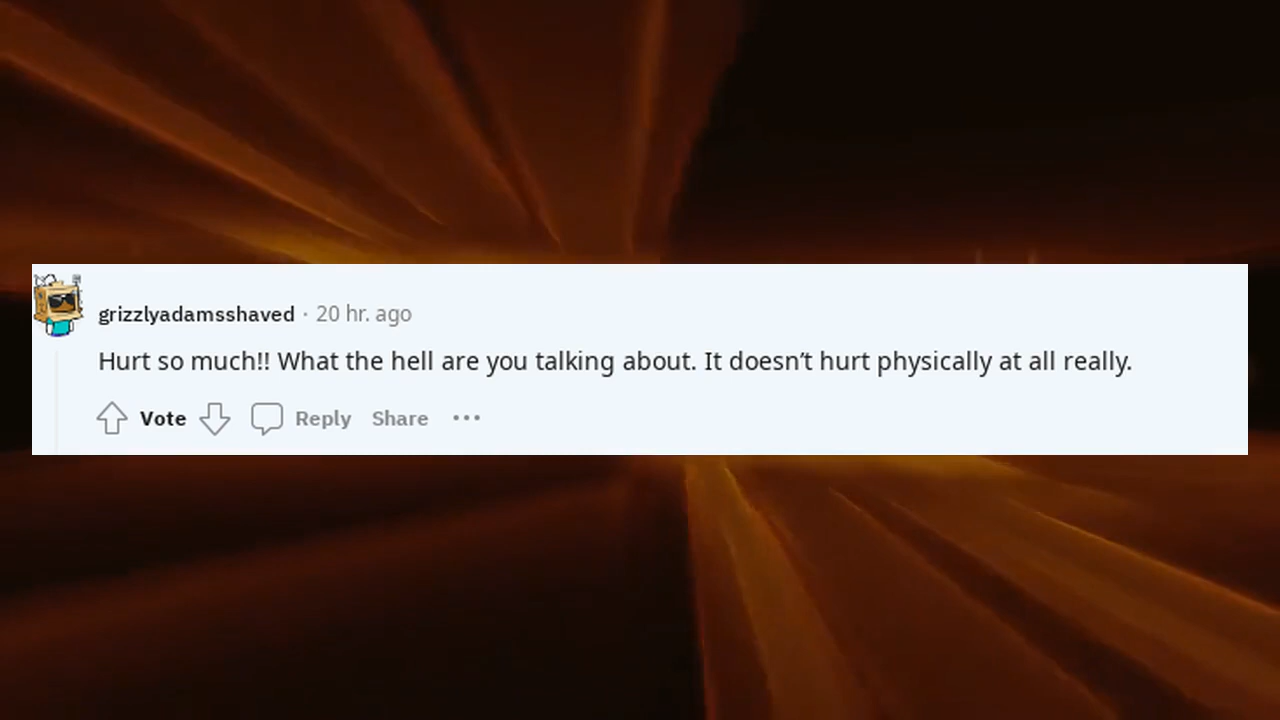 grizzlyadamsshaved · 20 hr. ago
Hurt so much!! What the hell are you talking about. It doesn’t hurt physically at all really.
Vote Reply Share ···